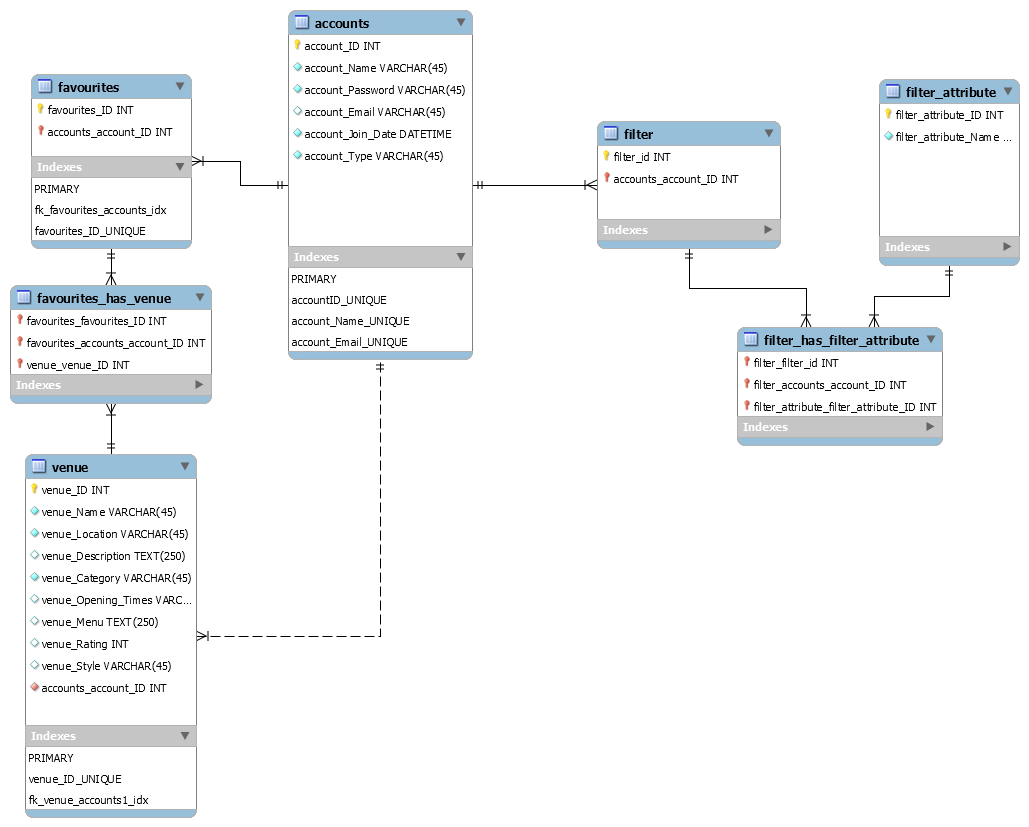 accounts
account_ID INT
account_Name VARCHAR(45)
account_Password VARCHAR(45)
account_Email VARCHAR(45)
account_Join_Date DATETIME
account_Type VARCHAR(45)
Indexes
PRIMARY
accountID_UNIQUE
account_Name_UNIQUE
account_Email_UNIQUE
favourites
favourites_ID INT
accounts_account_ID INT
Indexes
PRIMARY
fk_favourites_accounts_idx
favourites_ID_UNIQUE
favourites_has_venue
favourites_favourites_ID INT
favourites_accounts_account_ID INT
venue_venue_ID INT
Indexes
venue
venue_ID INT
venue_Name VARCHAR(45)
venue_Location VARCHAR(45)
venue_Description TEXT(250)
venue_Category VARCHAR(45)
venue_Opening_Times VARC...
venue_Menu TEXT(250)
venue_Rating INT
venue_Style VARCHAR(45)
accounts_account_ID INT
Indexes
PRIMARY
venue_ID_UNIQUE
fk_venue_accounts1_idx
filter
filter_id INT
accounts_account_ID INT
Indexes
filter_attribute
filter_attribute_ID INT
filter_attribute_Name ...
Indexes
filter_has_filter_attribute
filter_filter_id INT
filter_accounts_account_ID INT
filter_attribute_filter_attribute_ID INT
Indexes